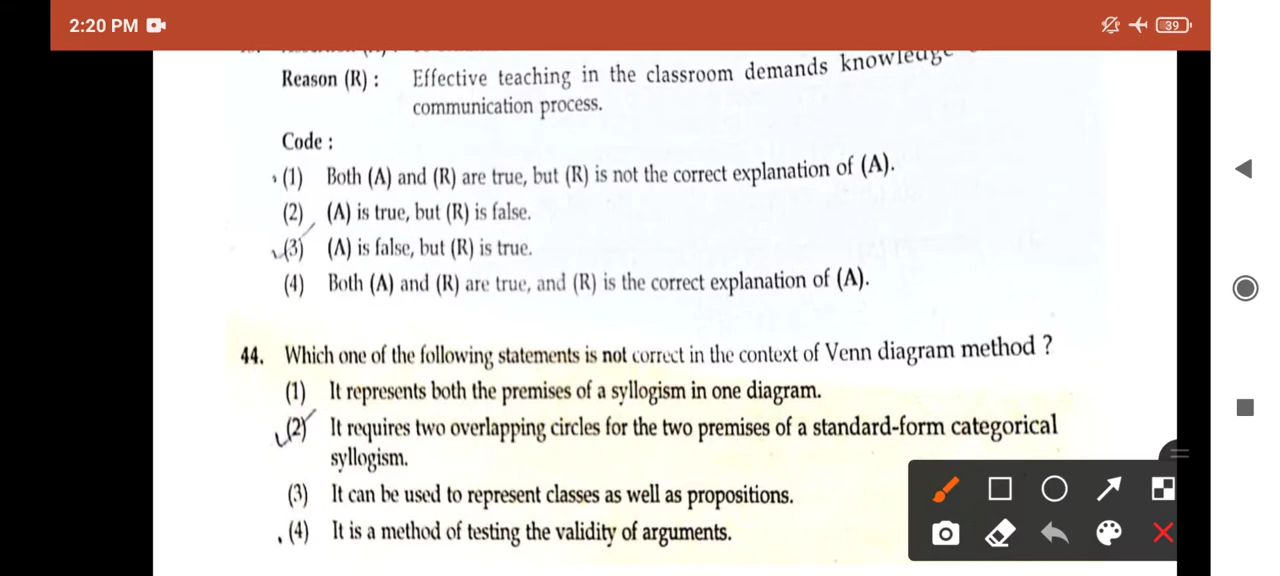 2:20 PM
39
Reason (R) : Effective teaching in the classroom demands knowledge
communication process.
Code :
(1) Both (A) and (R) are true, but (R) is not the correct explanation of (A).
(2) (A) is true, but (R) is false.
(3) (A) is false, but (R) is true.
(4) Both (A) and (R) are true, and (R) is the correct explanation of (A).
44. Which one of the following statements is not correct in the context of Venn diagram method ?
(1) It represents both the premises of a syllogism in one diagram.
(2) It requires two overlapping circles for the two premises of a standard-form categorical
syllogism.
(3) It can be used to represent classes as well as propositions.
(4) It is a method of testing the validity of arguments.